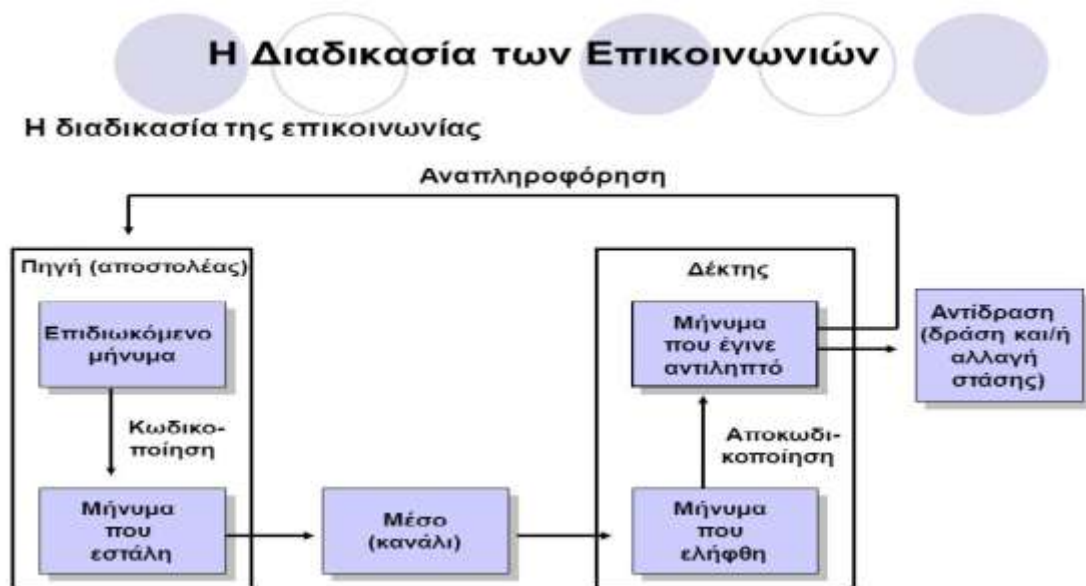 Η Διαδικασία των Επικοινωνιών
Η διαδικασία της επικοινωνίας
Αναπληροφόρηση
Πηγή (αποστολέας)
Επιδιωκόμενο
μήνυμα
Κωδικο-
ποίηση
Μήνυμα
που
εστάλη
Μέσο
(κανάλι)
Δέκτης
Μήνυμα
που έγινε
αντιληπτό
Αποκωδι-
κοποίηση
Μήνυμα
που
ελήφθη
Αντίδραση
(δράση και/ή
αλλαγή
στάσης)